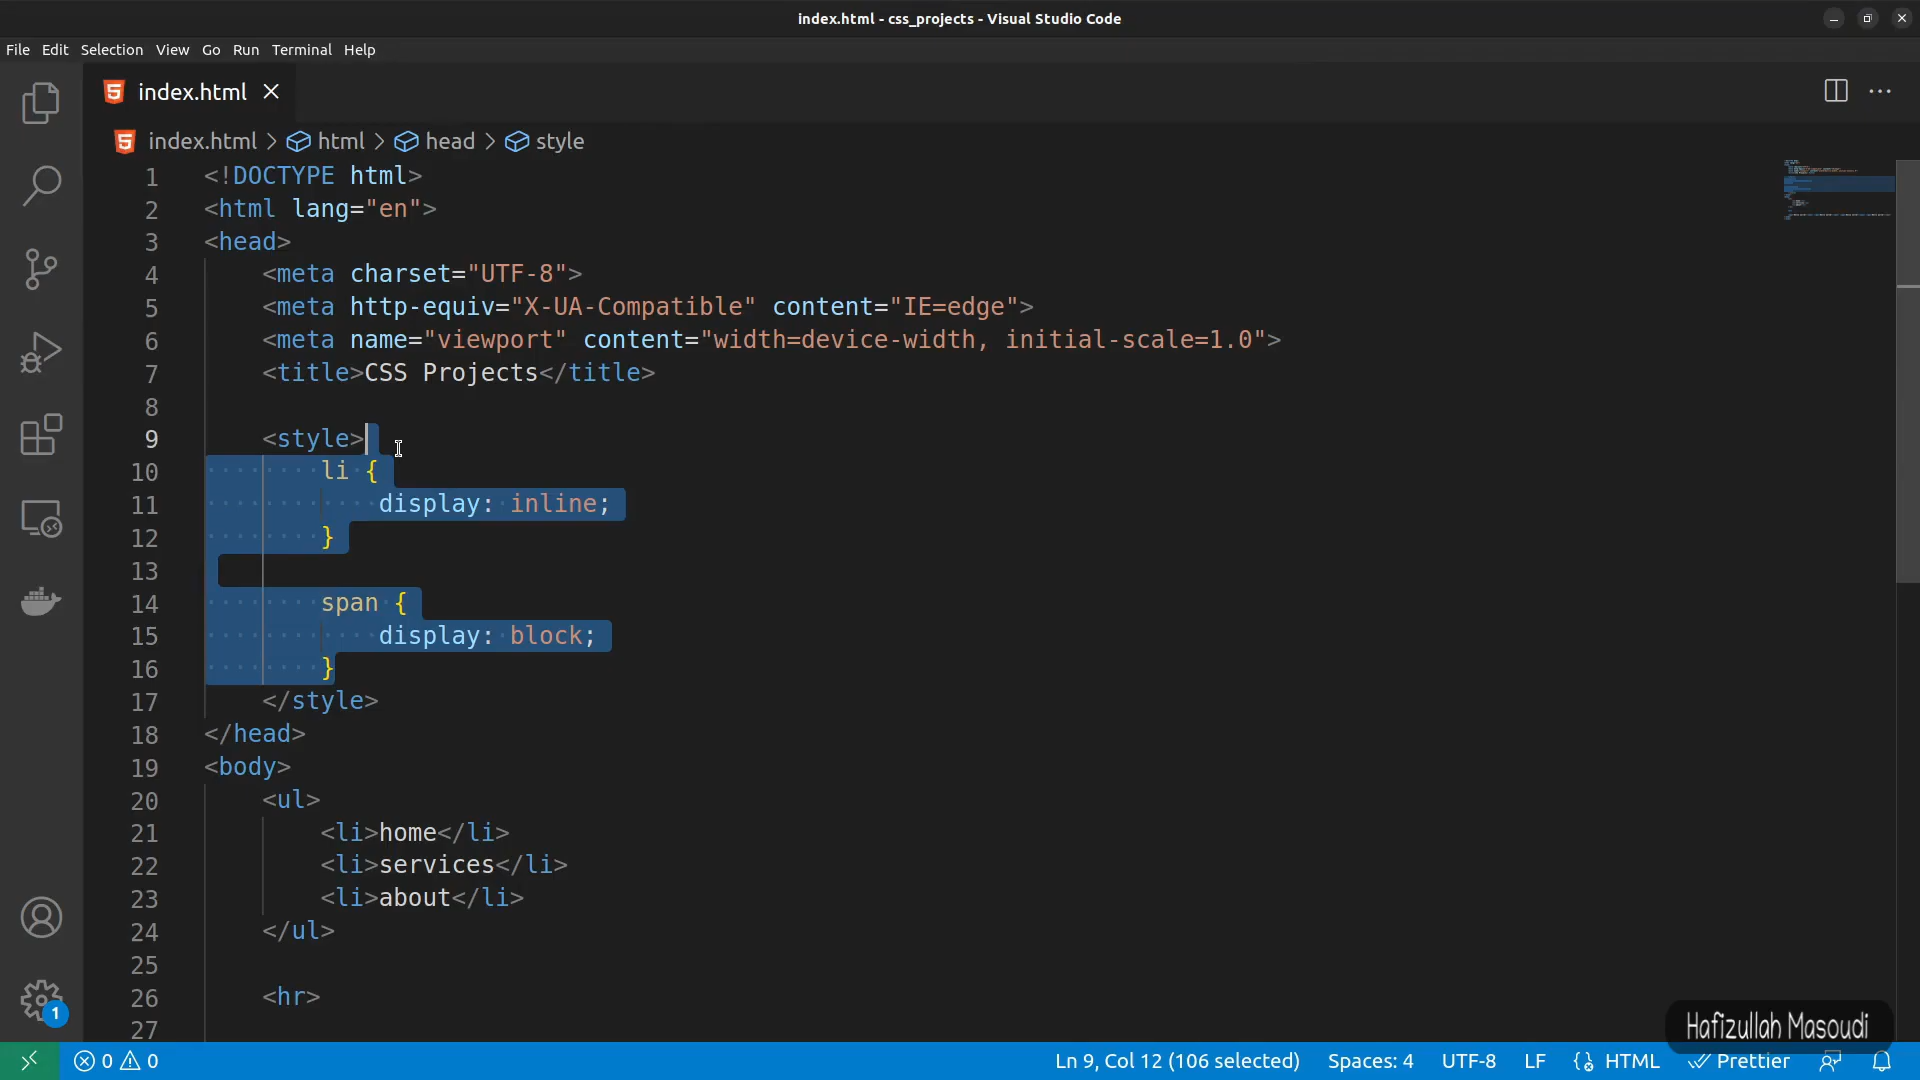 index.html - css_projects - Visual Studio Code
File Edit Selection View Go Run Terminal Help
index.html
index.html > html > head > style
1 <!DOCTYPE html>
2 <html lang="en">
3 <head>
4 <meta charset="UTF-8">
5 <meta http-equiv="X-UA-Compatible" content="IE=edge">
6 <meta name="viewport" content="width=device-width, initial-scale=1.0">
7 <title>CSS Projects</title>
8
9 <style>
10 li {
11 display: inline;
12 }
13
14 span {
15 display: block;
16 }
17 </style>
18 </head>
19 <body>
20 <ul>
21 <li>home</li>
22 <li>services</li>
23 <li>about</li>
24 </ul>
25
26 <hr>
27
1
Hafizullah Masoudi
0 0 Ln 9, Col 12 (106 selected) Spaces: 4 UTF-8 LF HTML Prettier